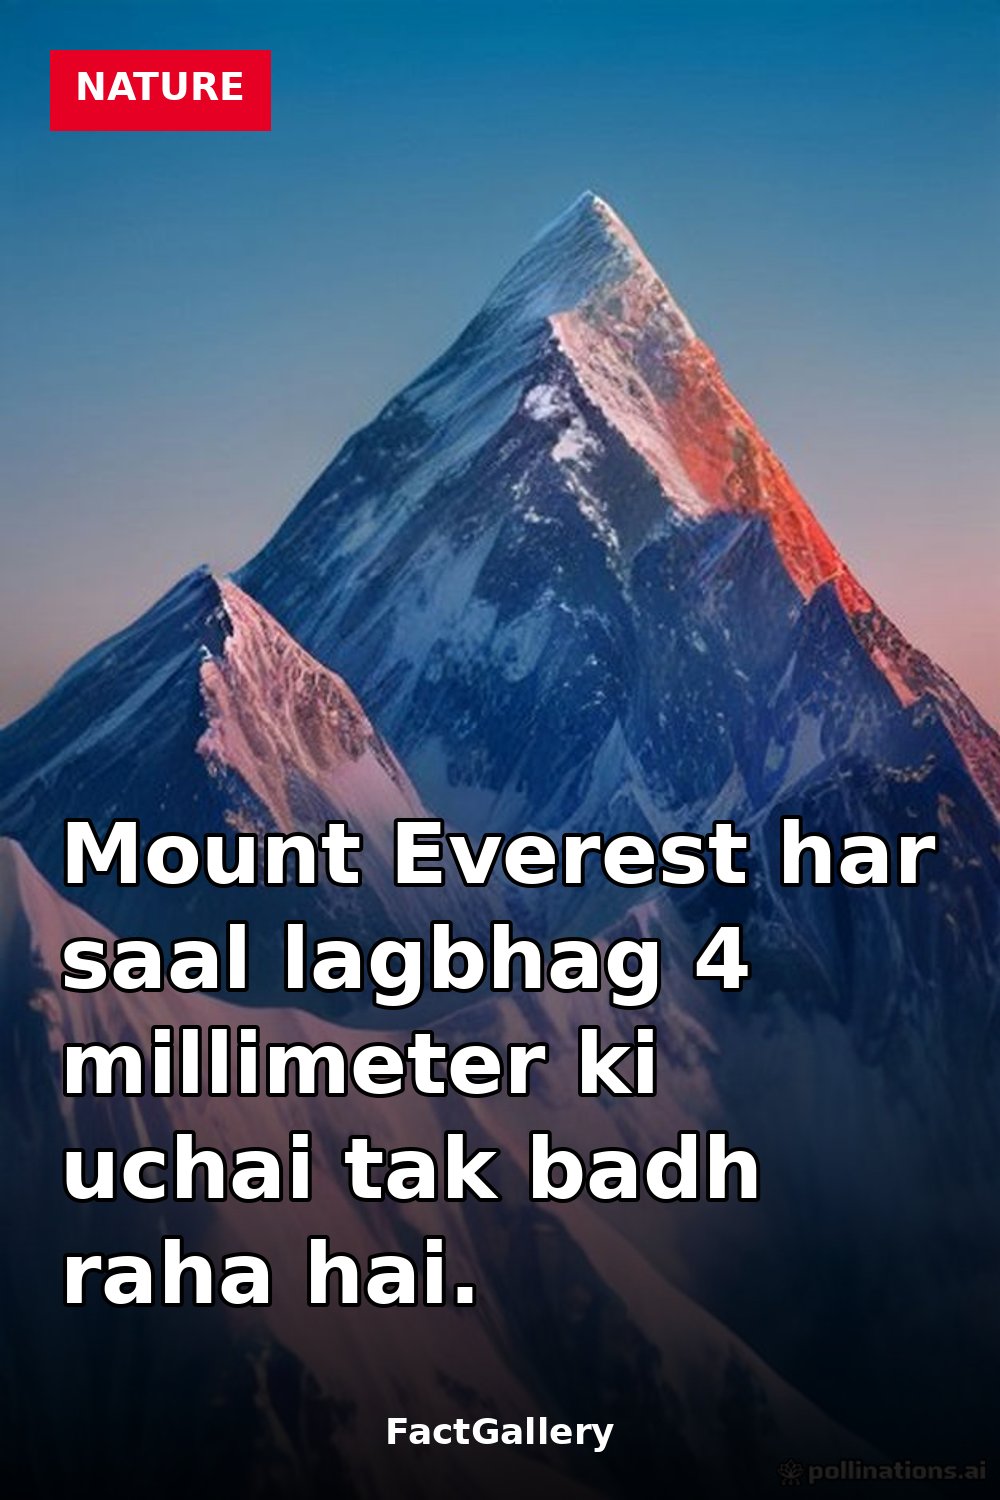 NATURE
Mount Everest har
saal lagbhag 4
millimeter ki
uchai tak badh
raha hai.
FactGallery
pollinations.ai